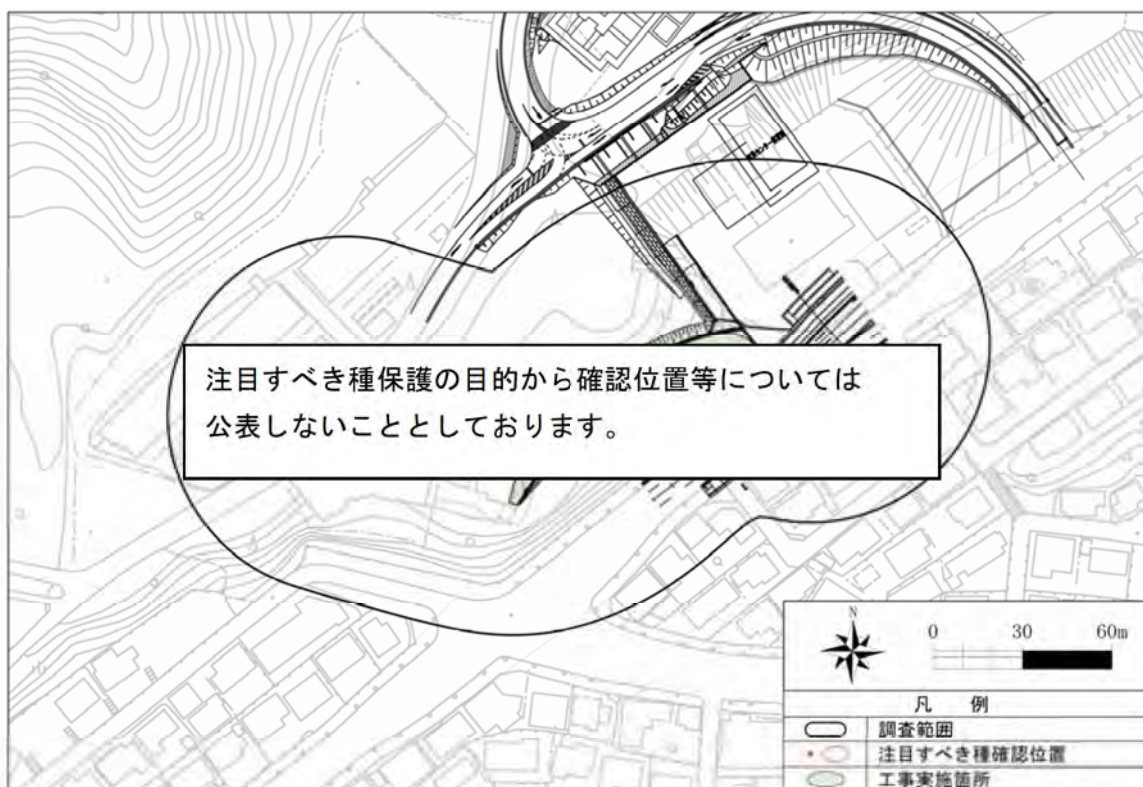 注目すべき種保護の目的から確認位置等については
公表しないこととしております。
N
0 30 60m
凡 例
調査範囲
注目すべき種確認位置
工事実施箇所